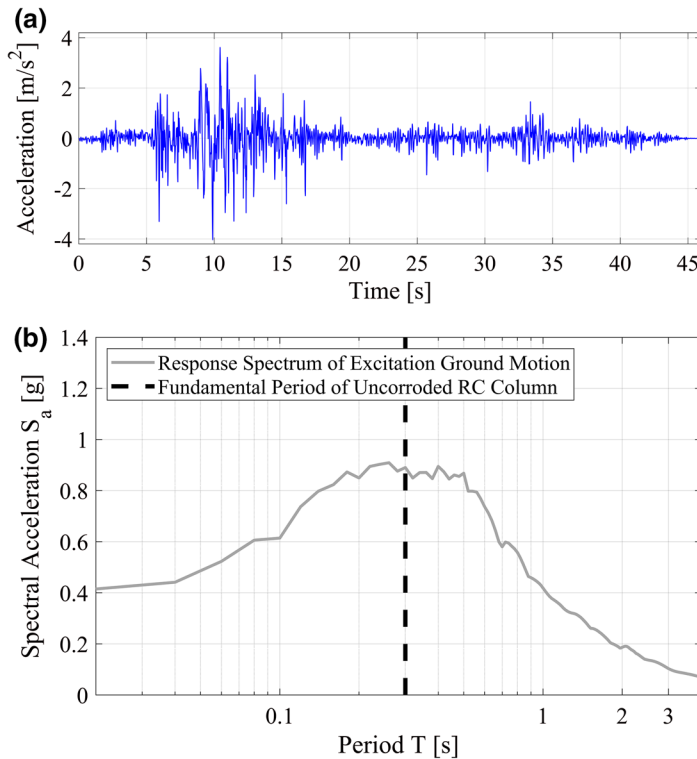 (a)
Acceleration [m/s²]
4
2
0
-2
-4
0 5 10 15 20 25 30 35 40 45
Time [s]
(b)
Spectral Acceleration Sₐ [g]
1.4
1.2
1
0.8
0.6
0.4
0.2
0
Response Spectrum of Excitation Ground Motion
Fundamental Period of Uncorroded RC Column
0.1 1 2 3
Period T [s]